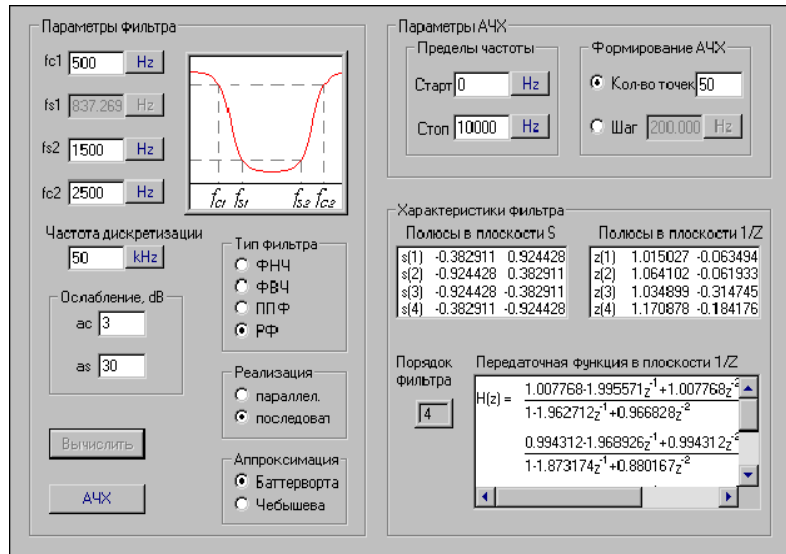 Параметры фильтра
fc1 500 Hz
fs1 837.269 Hz
fs2 1500 Hz
fc2 2500 Hz
fc1 fs1 fs2 fc2
Частота дискретизации
50 kHz
Ослабление, dB
ac 3
as 30
Вычислить
АЧХ
Тип фильтра
ФНЧ
ФВЧ
ППФ
РФ
Реализация
параллел.
последоват
Аппроксимация
Баттерворта
Чебышева
Параметры АЧХ
Пределы частоты
Старт 0 Hz
Стоп 10000 Hz
Формирование АЧХ
Кол-во точек 50
Шаг 200.000 Hz
Характеристики фильтра
Полюсы в плоскости S
s(1) -0.382911 0.924428
s(2) -0.924428 0.382911
s(3) -0.924428 -0.382911
s(4) -0.382911 -0.924428
Полюсы в плоскости 1/Z
z(1) 1.015027 -0.063494
z(2) 1.064102 -0.061933
z(3) 1.034899 -0.314745
z(4) 1.170878 -0.184176
Порядок
фильтра
4
Передаточная функция в плоскости 1/Z
H(z) =
1.007768-1.995571z⁻¹+1.007768z⁻²
1-1.962712z⁻¹+0.966828z⁻²
0.994312-1.968926z⁻¹+0.994312z⁻²
1-1.873174z⁻¹+0.880167z⁻²